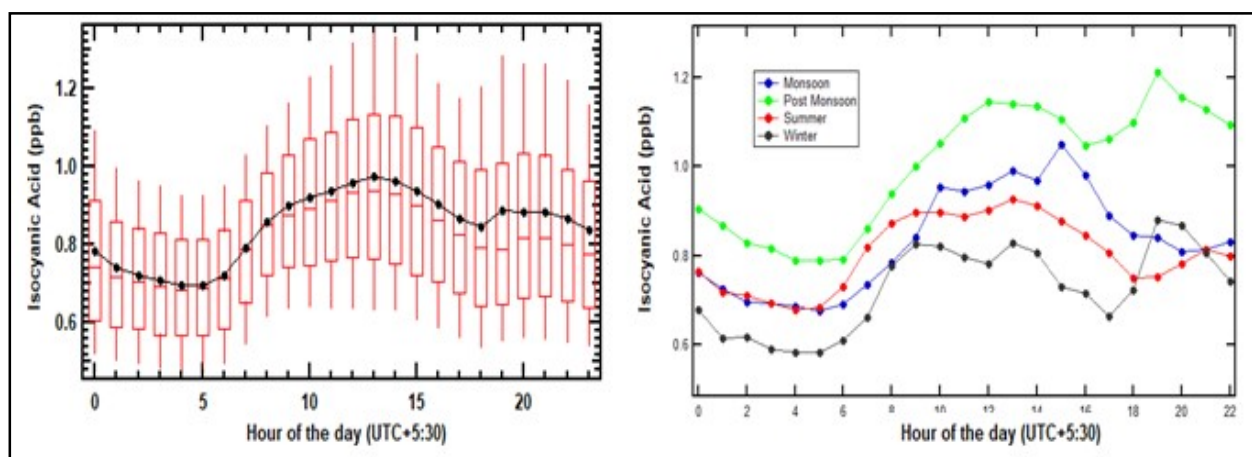 Isocyanic Acid (ppb)
1.2
1.0
0.8
0.6
0 5 10 15 20
Hour of the day (UTC+5:30)
Isocyanic Acid (ppb)
1.2
1.0
0.8
0.6
Monsoon
Post Monsoon
Summer
Winter
0 2 4 6 8 10 12 14 16 18 20 22
Hour of the day (UTC+5:30)